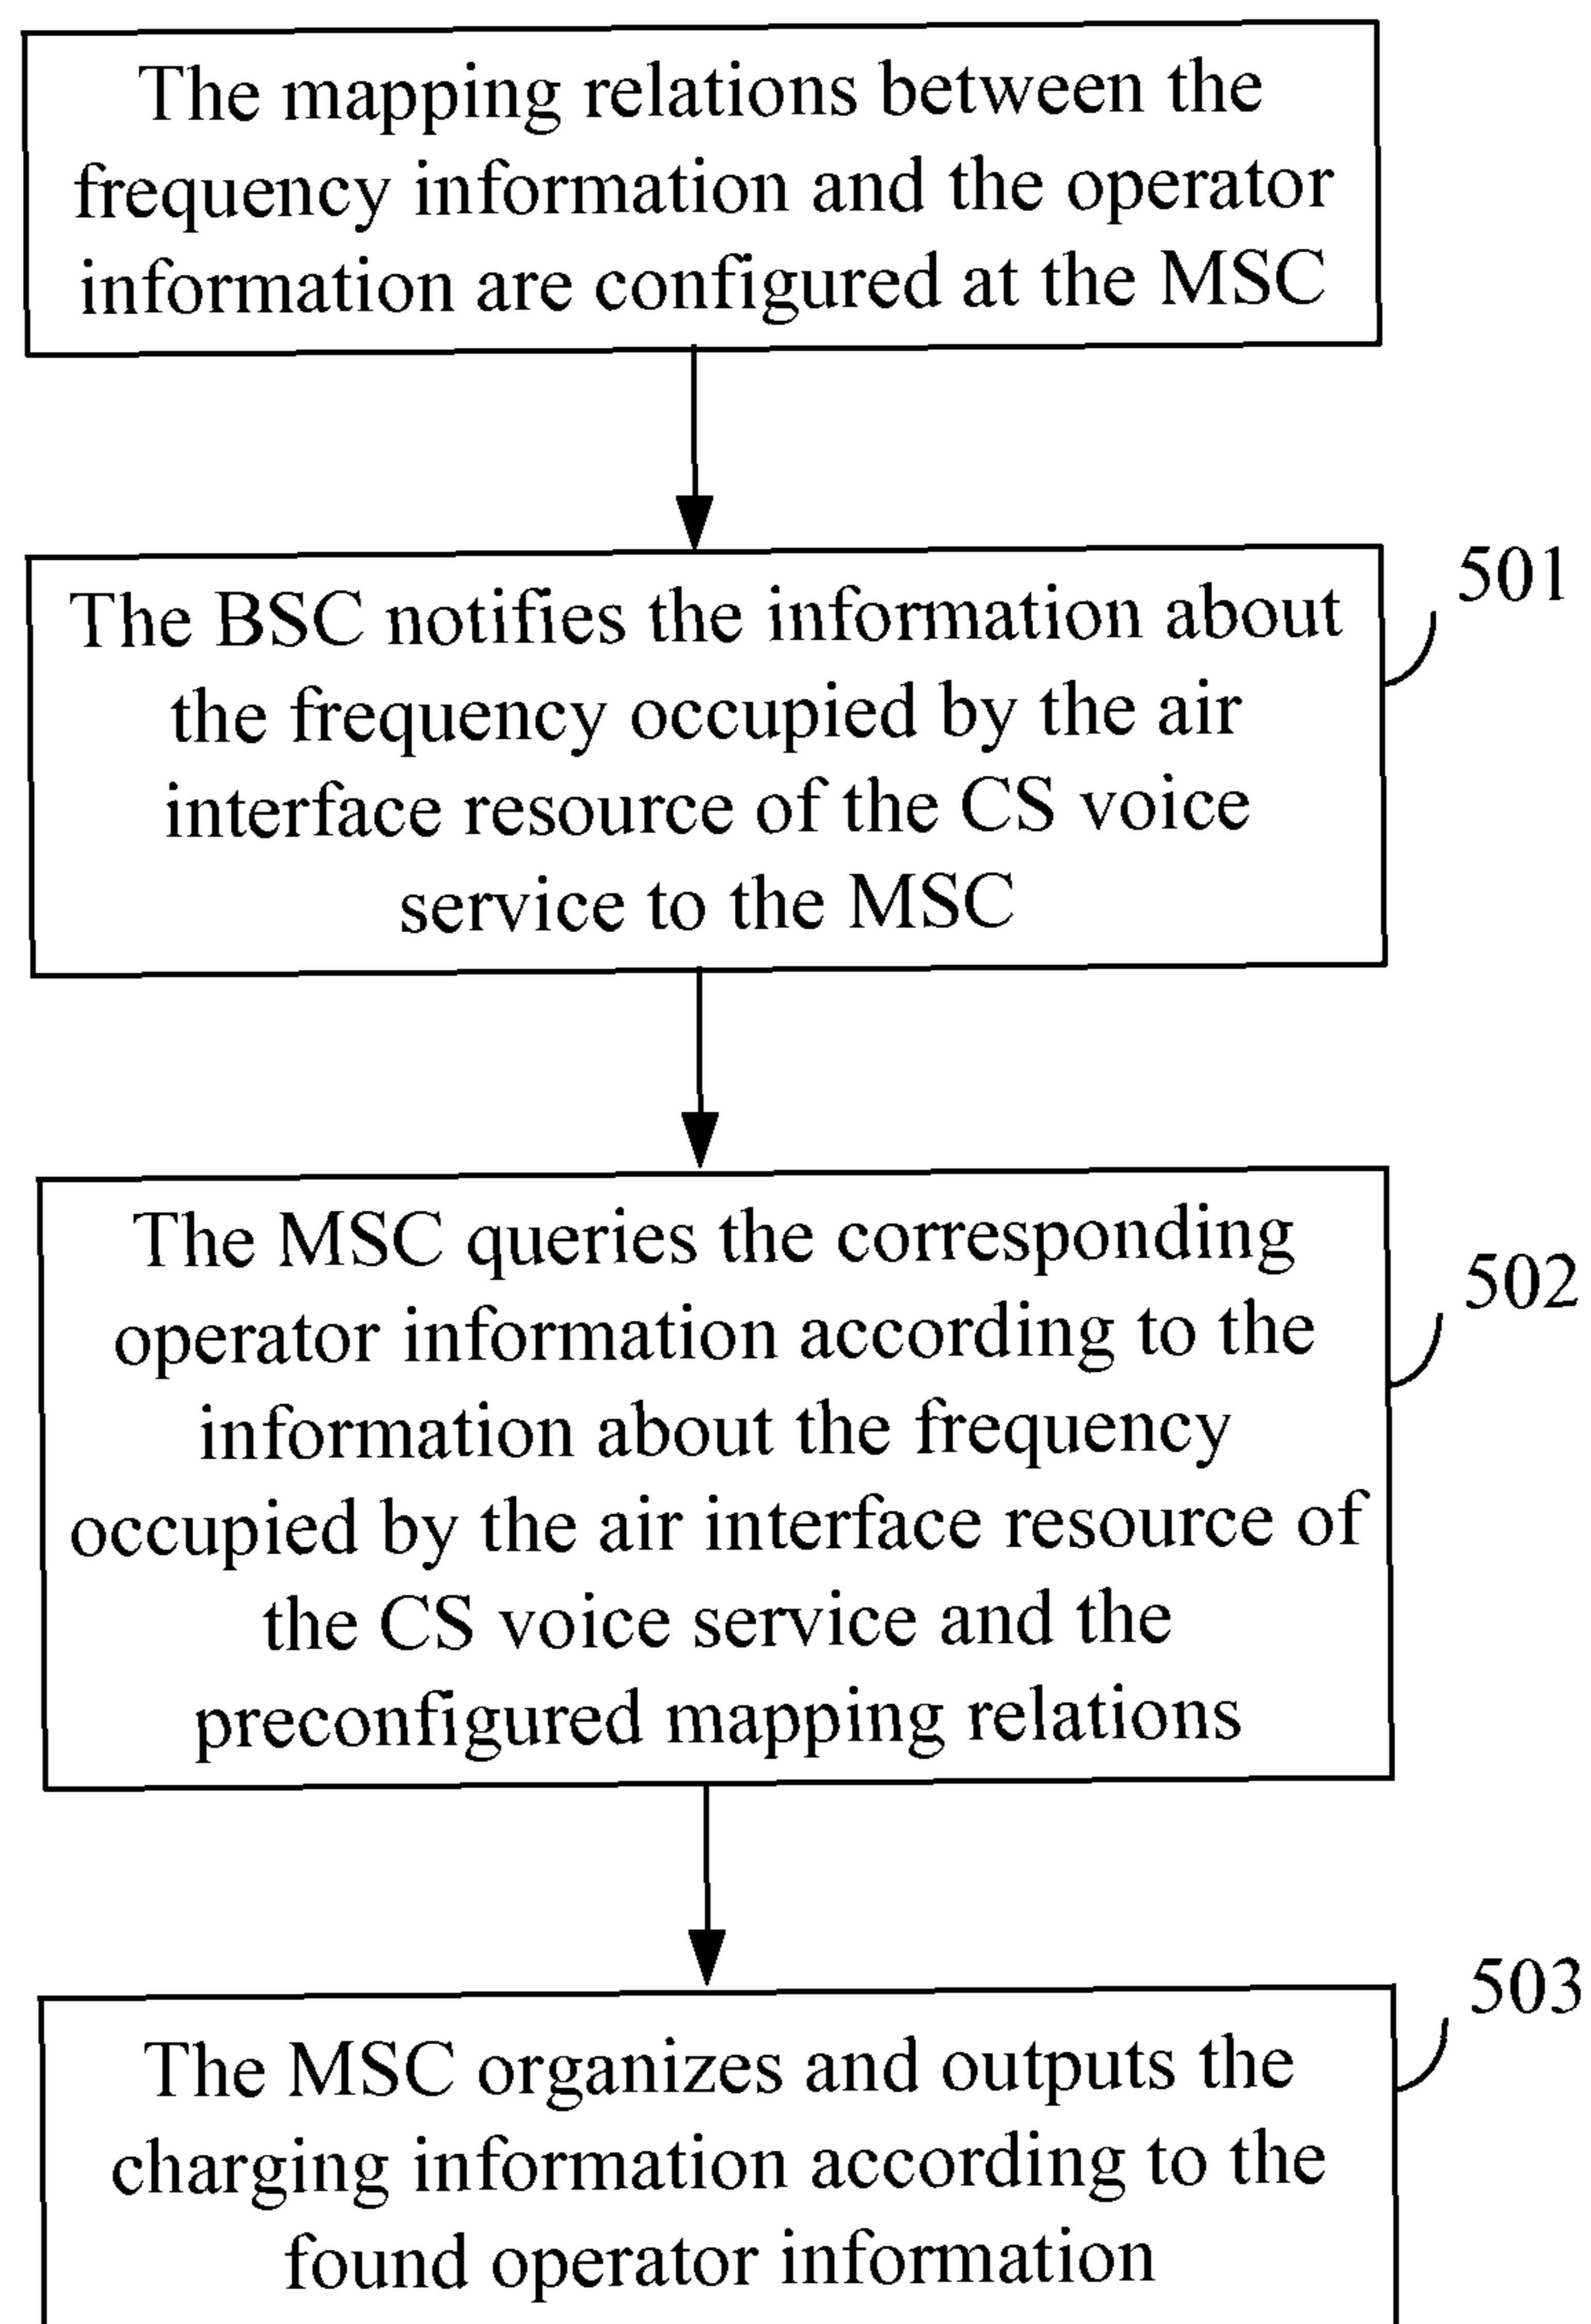 The mapping relations between the
frequency information and the operator
information are configured at the MSC
501
The BSC notifies the information about
the frequency occupied by the air
interface resource of the CS voice
service to the MSC
502
The MSC queries the corresponding
operator information according to the
information about the frequency
occupied by the air interface resource of
the CS voice service and the
preconfigured mapping relations
503
The MSC organizes and outputs the
charging information according to the
found operator information